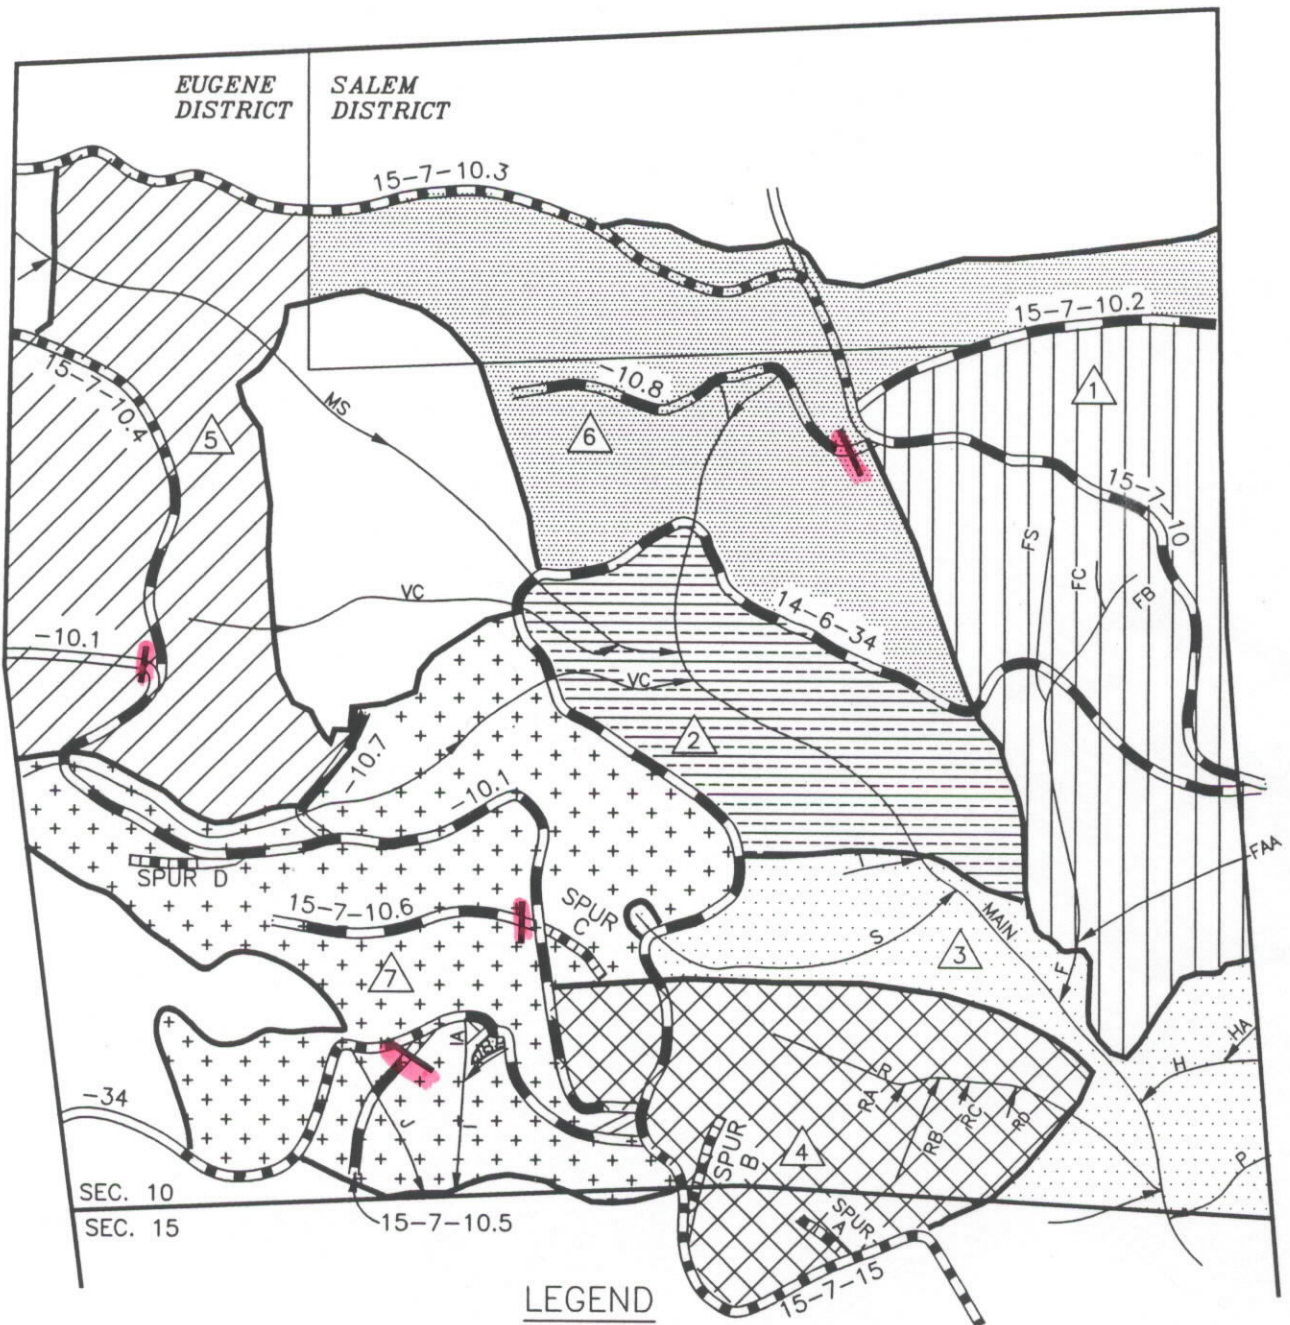 EUGENE
DISTRICT
SALEM
DISTRICT
15-7-10.3
15-7-10.2
1
15-7-10.4
-10.8
MS
5
6
15-7-10
FS
FC
FB
VC
14-6-34
-10.1
VC
2
-10.7
-10.1
FAA
SPUR D
I
15-7-10.6
SPUR
C
MAIN
S
3
F
7
HA
H
IA
R
RA
RC
RD
-34
J
I
RB
SPUR
B
4
P
SEC. 10
SEC. 15
15-7-10.5
SPUR
A
15-7-15
LEGEND